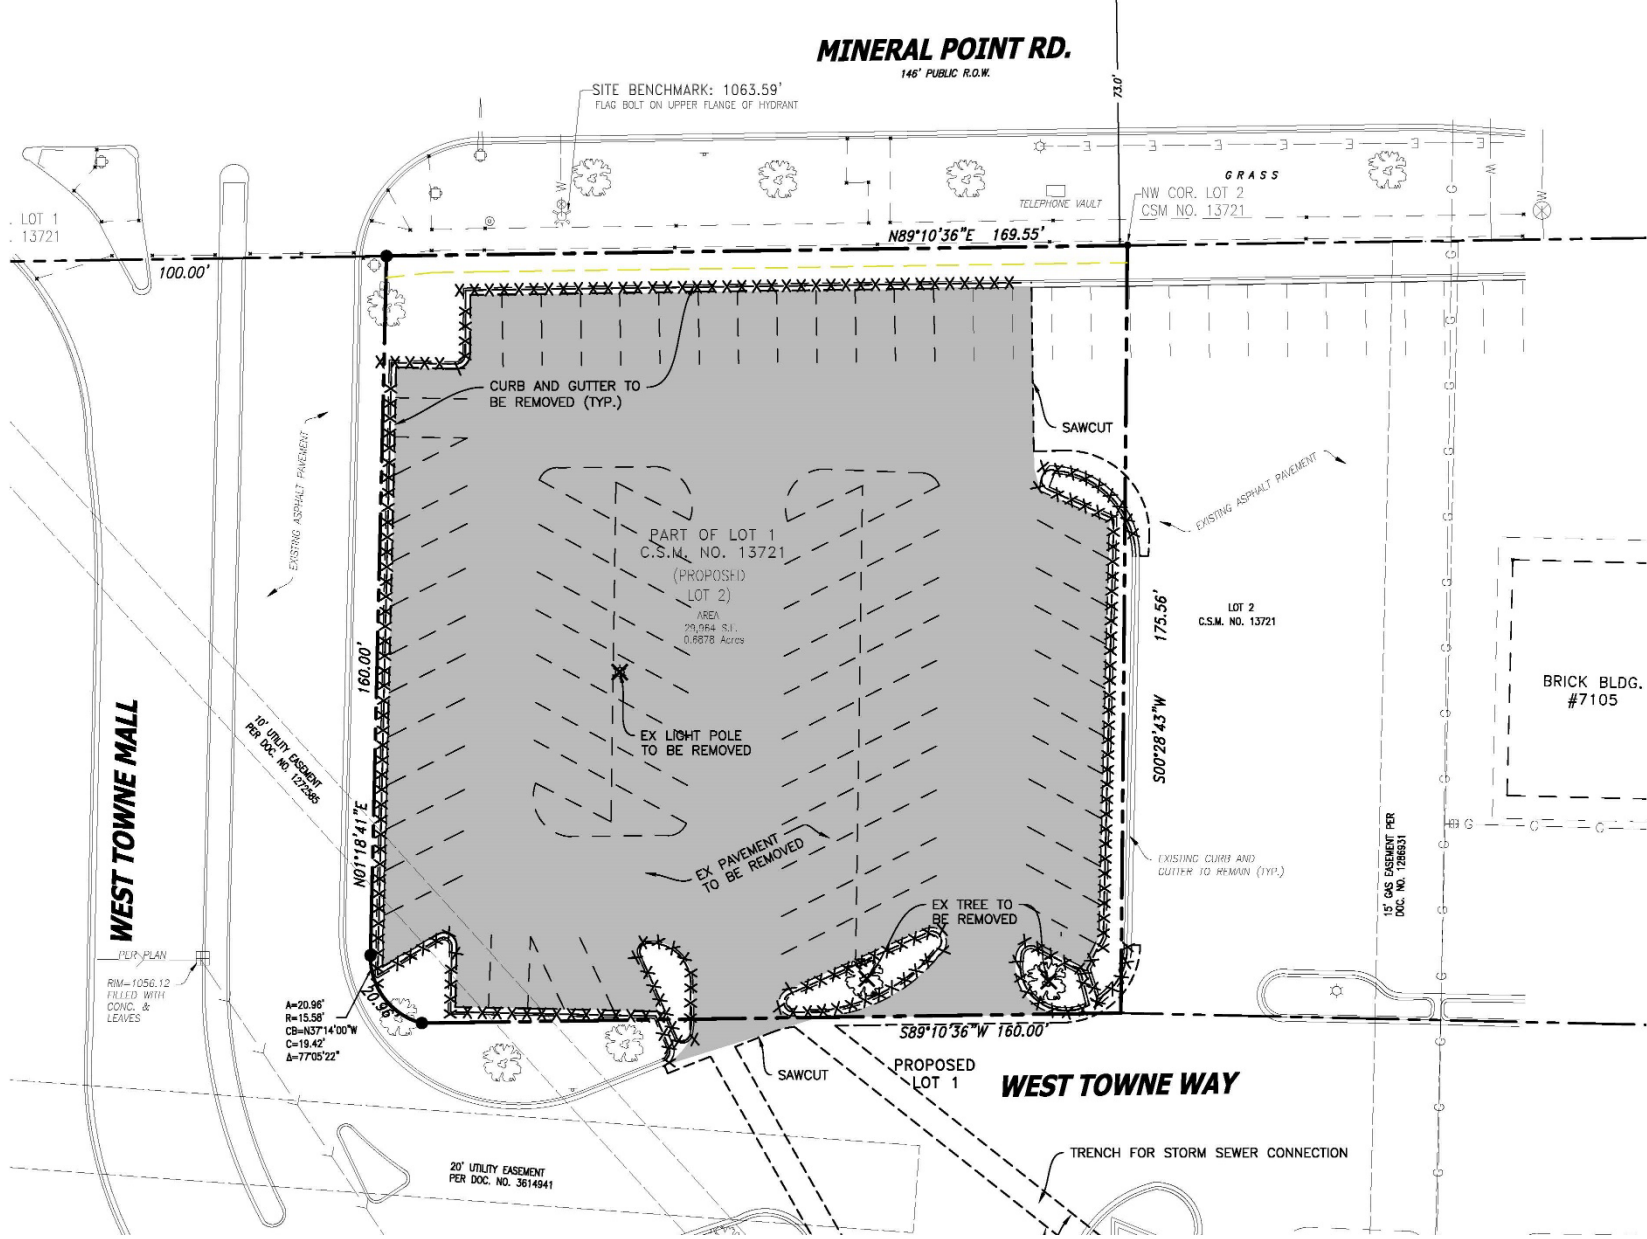 MINERAL POINT RD.
146' PUBLIC R.O.W.
73.0'
SITE BENCHMARK: 1063.59'
FLAG BOLT ON UPPER FLANGE OF HYDRANT
GRASS
TELEPHONE VAULT
NW COR. LOT 2
CSM NO. 13721
LOT 1
13721
N89°10'36"E 169.55'
100.00'
CURB AND GUTTER TO
BE REMOVED (TYP.)
SAWCUT
EXISTING ASPHALT PAVEMENT
EXISTING ASPHALT PAVEMENT
PART OF LOT 1
C.S.M. NO. 13721
(PROPOSED
LOT 2)
AREA
29,964 S.F.
0.6878 Acres
175.56'
LOT 2
C.S.M. NO. 13721
160.00'
BRICK BLDG.
#7105
EX LIGHT POLE
TO BE REMOVED
S00°28'43"W
10' UTILITY EASEMENT
PER DOC. NO. 1272585
WEST TOWNE MALL
N01°18'41"E
EX PAVEMENT
TO BE REMOVED
EXISTING CURB AND
GUTTER TO REMAIN (TYP.)
15' GAS EASEMENT PER
DOC. NO. 1286931
EX TREE TO
BE REMOVED
PER PLAN
RIM=1056.12
FILLED WITH
CONC. &
LEAVES
20.96'
A=20.96'
R=15.58'
CB=N37°14'00"W
C=19.42'
Δ=77°05'22"
S89°10'36"W 160.00'
SAWCUT
PROPOSED
LOT 1
WEST TOWNE WAY
TRENCH FOR STORM SEWER CONNECTION
20' UTILITY EASEMENT
PER DOC. NO. 3614941